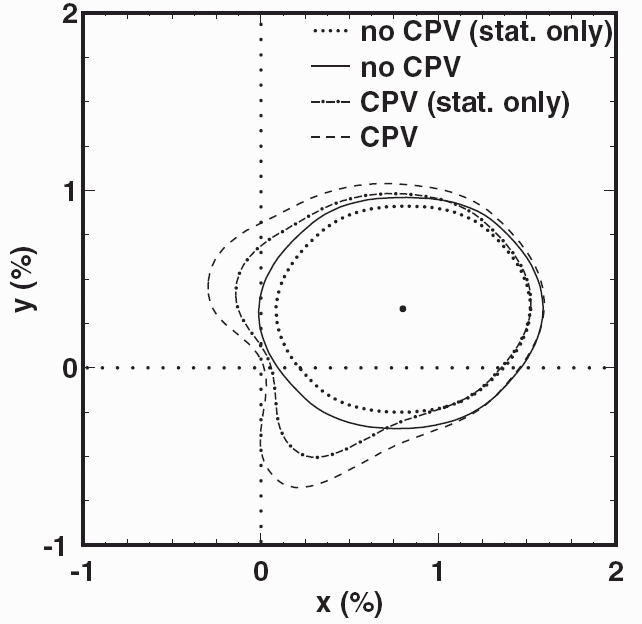 2
no CPV (stat. only)
no CPV
CPV (stat. only)
CPV
1
y (%)
0
-1
-1 0 1 2
x (%)